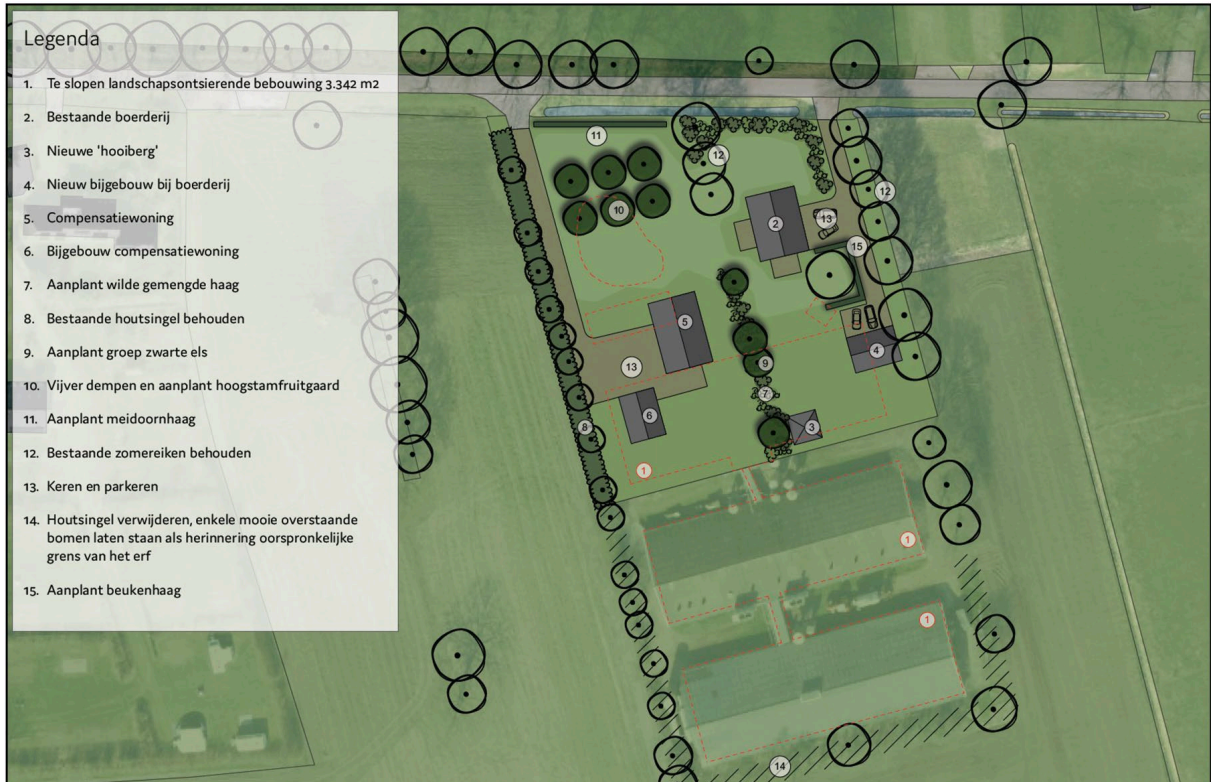 Legenda
1. Te slopen landschapsontsierende bebouwing 3.342 m2
2. Bestaande boerderij
3. Nieuwe 'hooiberg'
4. Nieuw bijgebouw bij boerderij
5. Compensatiewoning
6. Bijgebouw compensatiewoning
7. Aanplant wilde gemengde haag
8. Bestaande houtsingel behouden
9. Aanplant groep zwarte els
10. Vijver dempen en aanplant hoogstamfruitgaard
11. Aanplant meidoornhaag
12. Bestaande zomereiken behouden
13. Keren en parkeren
14. Houtsingel verwijderen, enkele mooie overstaande
bomen laten staan als herinnering oorspronkelijke
grens van het erf
15. Aanplant beukenhaag
11
12
12
10
2
13
15
5
4
13
9
7
6
8
3
1
1
1
14